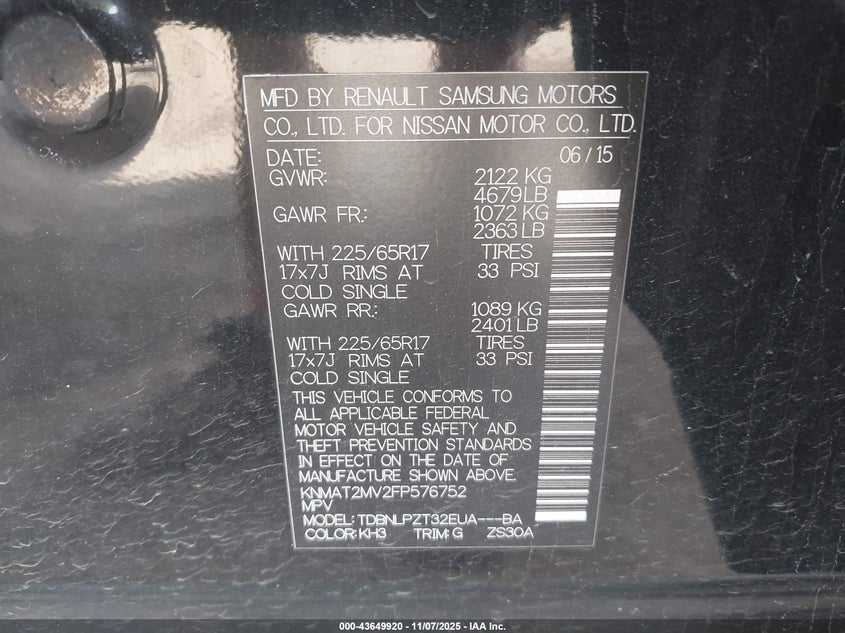 MFD BY RENAULT SAMSUNG MOTORS
CO., LTD. FOR NISSAN MOTOR CO., LTD.
DATE: 06/15
GVWR: 2122 KG
4679 LB
GAWR FR.: 1072 KG
2363 LB
WITH 225/65R17 TIRES
17x7J RIMS AT 33 PSI
COLD SINGLE
GAWR RR.: 1089 KG
2401 LB
WITH 225/65R17 TIRES
17x7J RIMS AT 33 PSI
COLD SINGLE
THIS VEHICLE CONFORMS TO
ALL APPLICABLE FEDERAL
MOTOR VEHICLE SAFETY AND
THEFT PREVENTION STANDARDS
IN EFFECT ON THE DATE OF
MANUFACTURE SHOWN ABOVE.
KNMAT2MV2FP576752
MPV
MODEL: TDBNLPZT32EUA---BA
COLOR: KH3 TRIM: G ZS30A
000-43649920 - 11/07/2025 - IAA Inc.